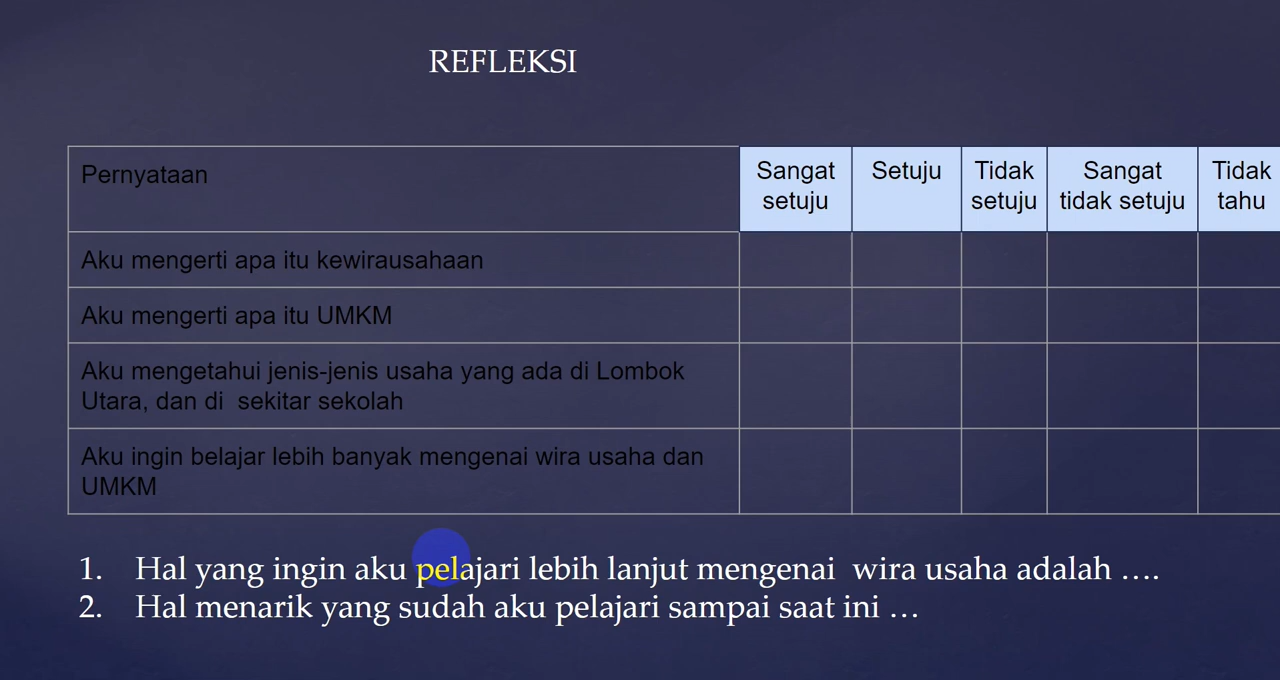 REFLEKSI
Pernyataan
Sangat setuju
Setuju
Tidak setuju
Sangat tidak setuju
Tidak tahu
Aku mengerti apa itu kewirausahaan
Aku mengerti apa itu UMKM
Aku mengetahui jenis-jenis usaha yang ada di Lombok
Utara, dan di  sekitar sekolah
Aku ingin belajar lebih banyak mengenai wira usaha dan
UMKM
1. Hal yang ingin aku pelajari lebih lanjut mengenai  wira usaha adalah ….
2. Hal menarik yang sudah aku pelajari sampai saat ini …